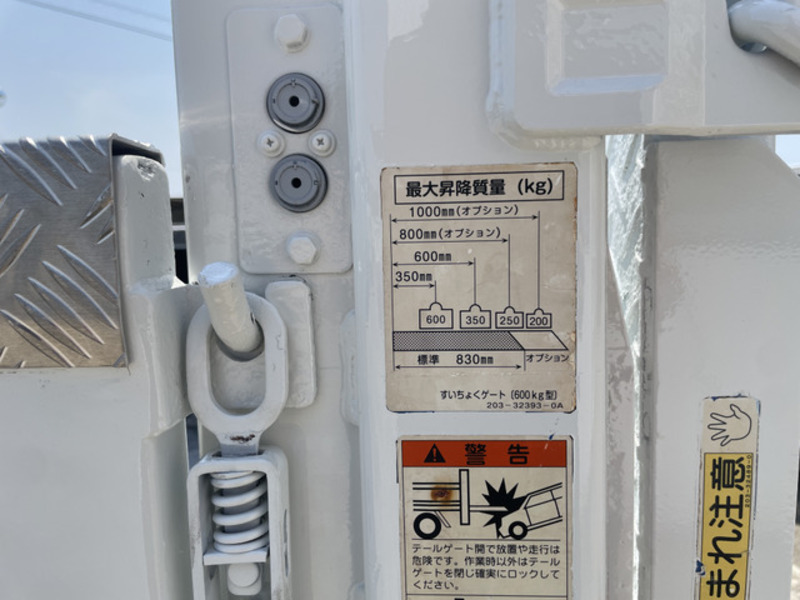 最大昇降質量 (kg)
1000mm(オプション)
800mm(オプション)
600mm
350mm
600 350 250 200
標準 830mm オプション
すいちょくゲート〔600kg型〕
203-32393-0A
警告
テールゲート開で放置や走行は
危険です。作業時以外はテール
ゲートを閉じ確実にロックして
ください。
まれ注意